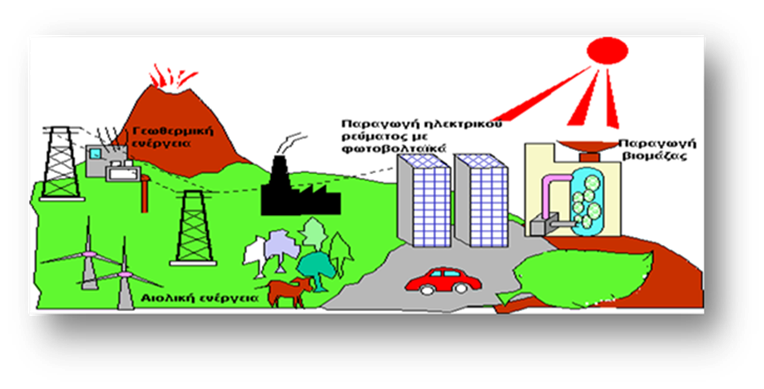 Γεωθερμική
ενέργεια
Παραγωγή ηλεκτρικού
ρεύματος με
φωτοβολταϊκά
Παραγωγή
βιομάζας
Αιολική ενέργεια